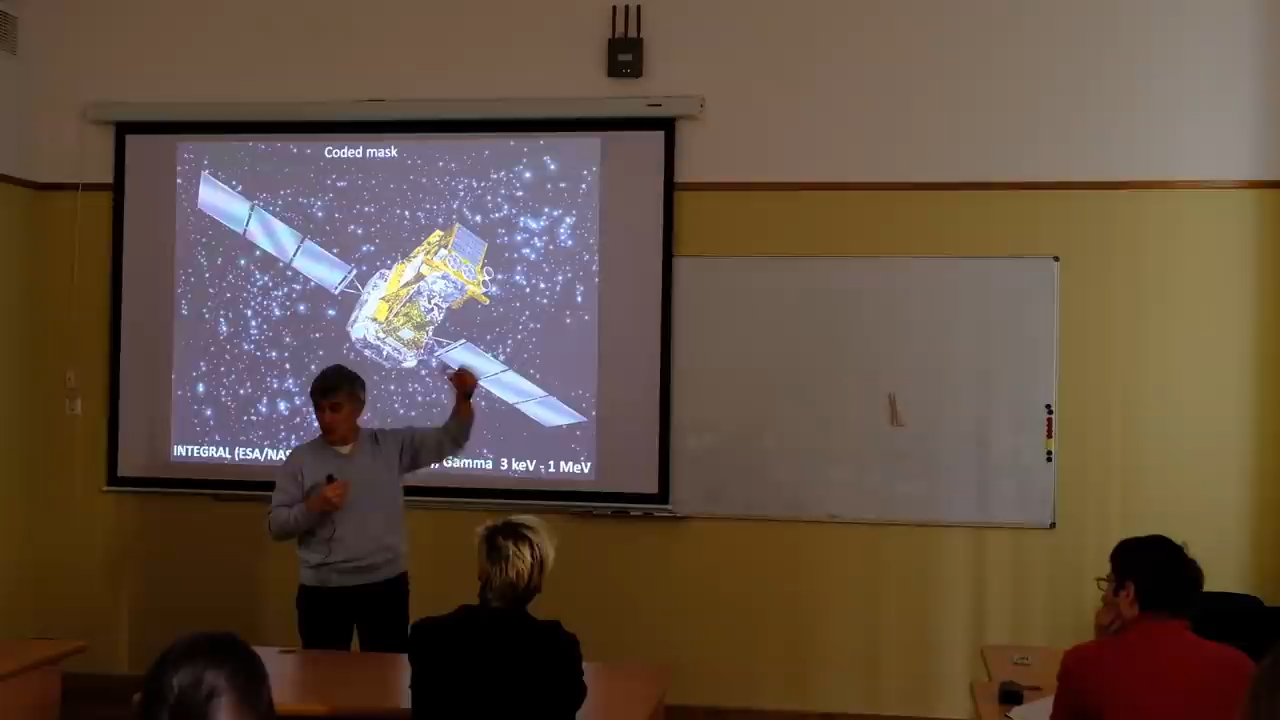 Coded mask
INTEGRAL (ESA/NAS
), Gamma 3 keV - 1 MeV